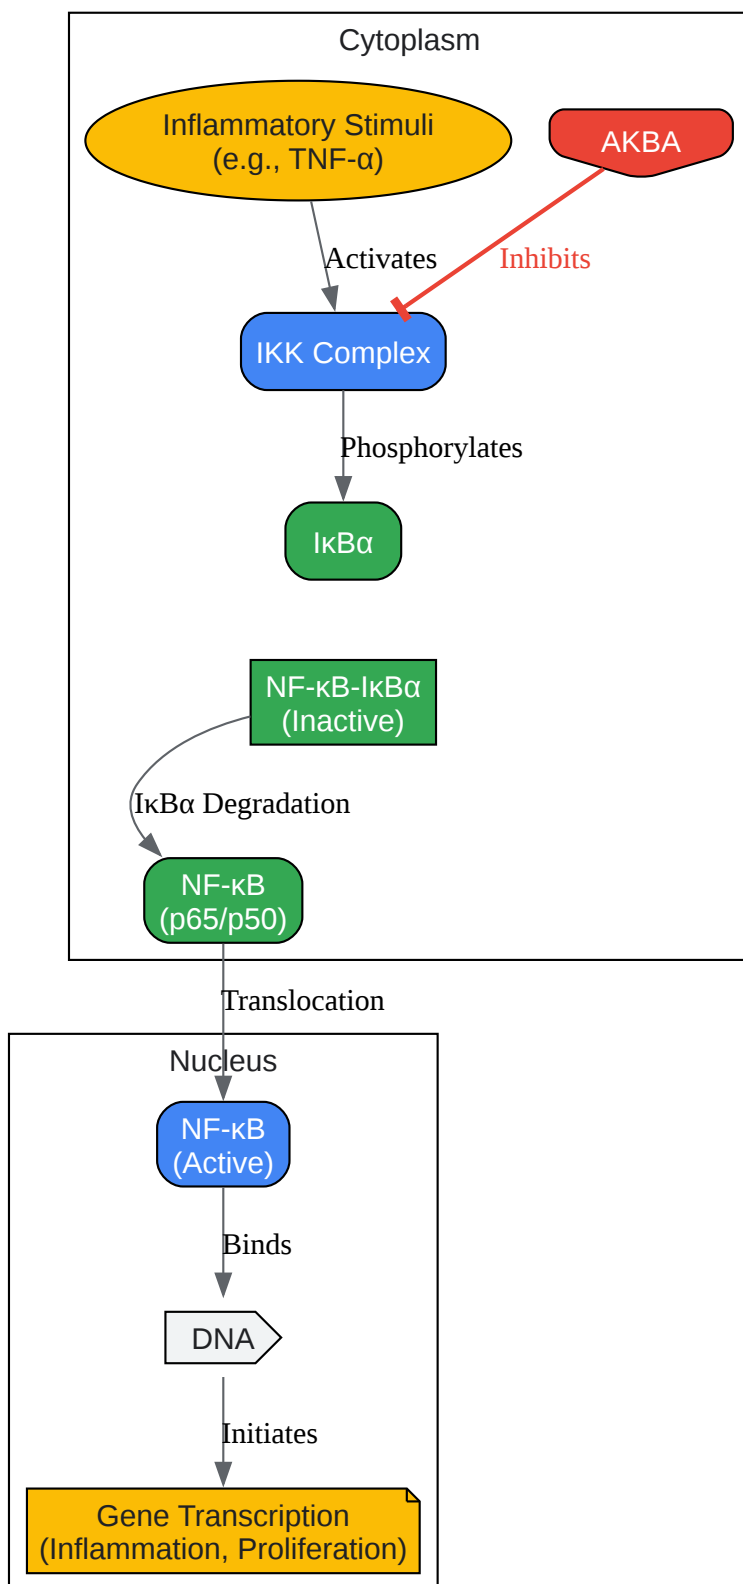 Cytoplasm
Inflammatory Stimuli
(e.g., TNF-α)
AKBA
Activates
Inhibits
IKK Complex
Phosphorylates
IκBα
NF-κB-IκBα
(Inactive)
IκBα Degradation
NF-κB
(p65/p50)
Translocation
Nucleus
NF-κB
(Active)
Binds
DNA
Initiates
Gene Transcription
(Inflammation, Proliferation)